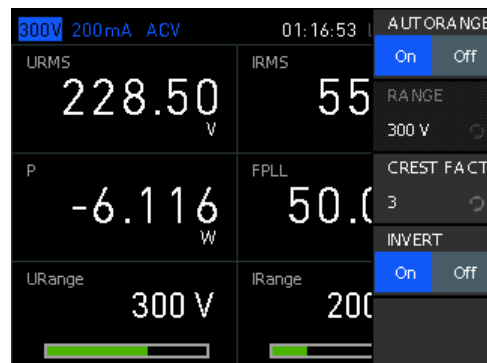 300V 200mA ACV 01:16:53
URMS
228.50
V
IRMS
55
P
-6.116
W
FPLL
50.0
URange
300 V
IRange
200
AUTORANGE
On Off
RANGE
300 V
CREST FACT
3
INVERT
On Off